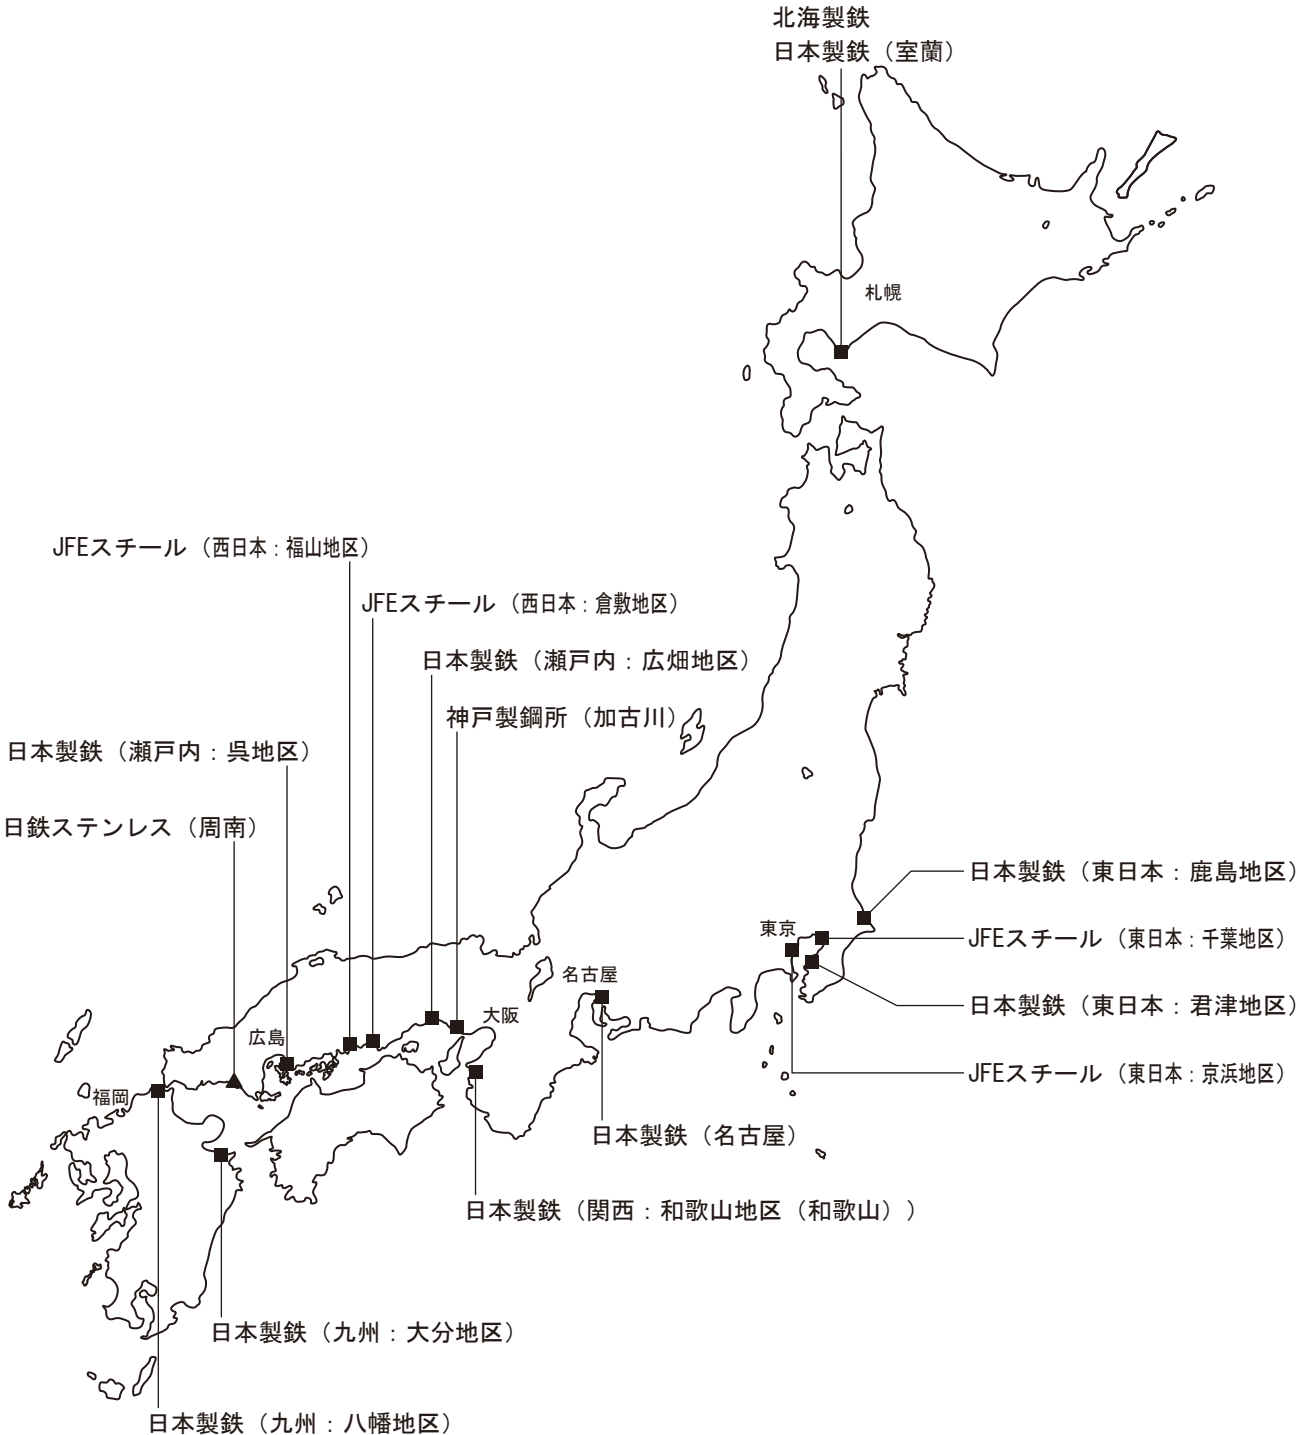 北海製鉄
日本製鉄（室蘭）
札幌
JFEスチール（西日本：福山地区）
JFEスチール（西日本：倉敷地区）
日本製鉄（瀬戸内：広畑地区）
神戸製鋼所（加古川）
日本製鉄（瀬戸内：呉地区）
日鉄ステンレス（周南）
日本製鉄（東日本：鹿島地区）
東京
JFEスチール（東日本：千葉地区）
名古屋
日本製鉄（東日本：君津地区）
大阪
広島
JFEスチール（東日本：京浜地区）
福岡
日本製鉄（名古屋）
日本製鉄（関西：和歌山地区（和歌山））
日本製鉄（九州：大分地区）
日本製鉄（九州：八幡地区）